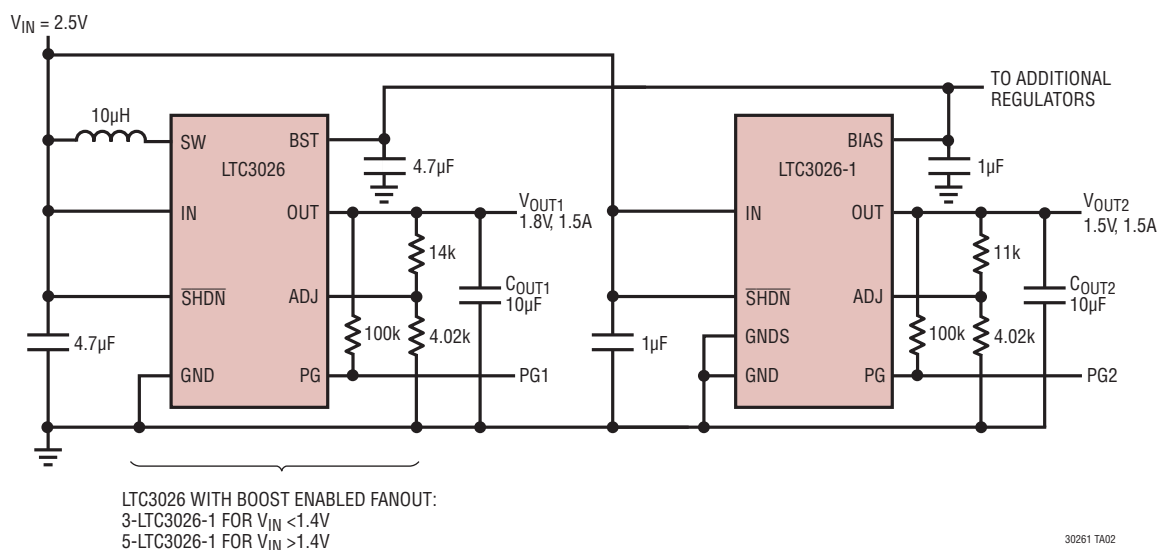 V_IN = 2.5V
TO ADDITIONAL
REGULATORS
10µH
SW
BST
LTC3026
4.7µF
BIAS
LTC3026-1
1µF
IN
OUT
V_OUT1
1.8V, 1.5A
14k
IN
OUT
V_OUT2
1.5V, 1.5A
11k
SHDN
ADJ
C_OUT1
10µF
SHDN
ADJ
C_OUT2
10µF
4.7µF
100k
4.02k
1µF
GNDS
100k
4.02k
GND
PG
PG1
GND
PG
PG2
LTC3026 WITH BOOST ENABLED FANOUT:
3-LTC3026-1 FOR V_IN <1.4V
5-LTC3026-1 FOR V_IN >1.4V
30261 TA02